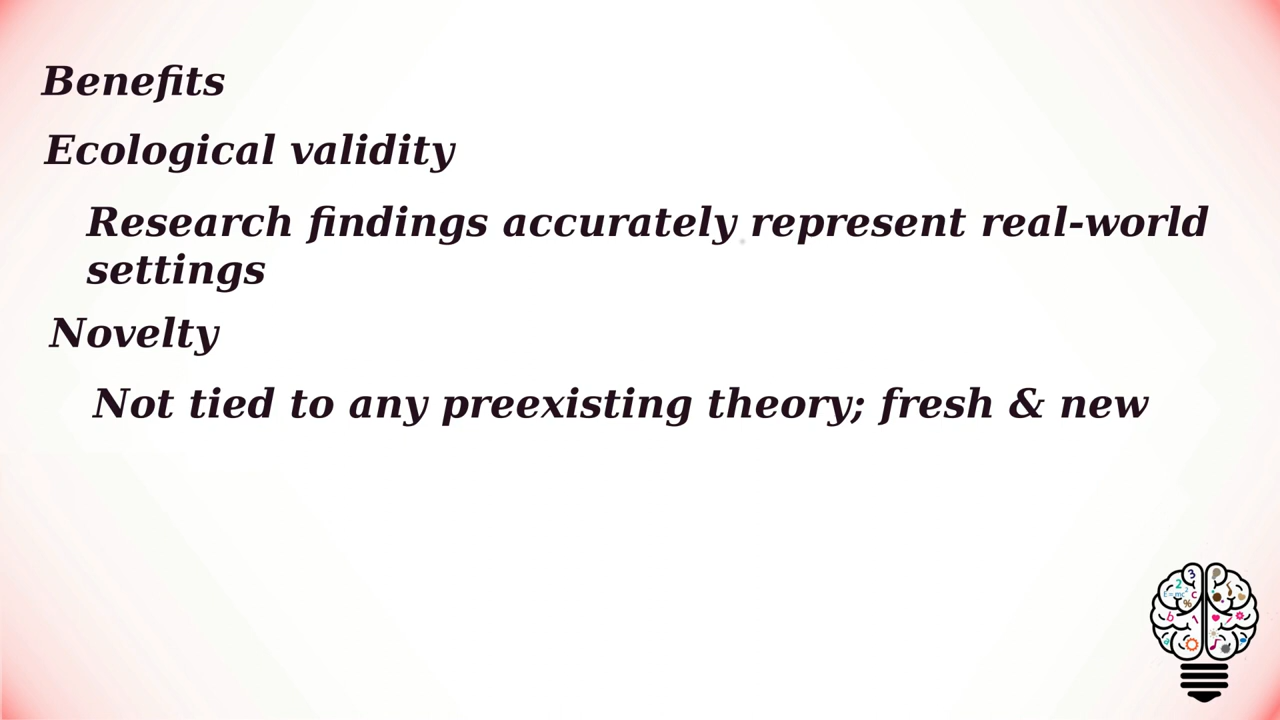 Benefits
Ecological validity
Research findings accurately represent real-world
settings
Novelty
Not tied to any preexisting theory; fresh & new